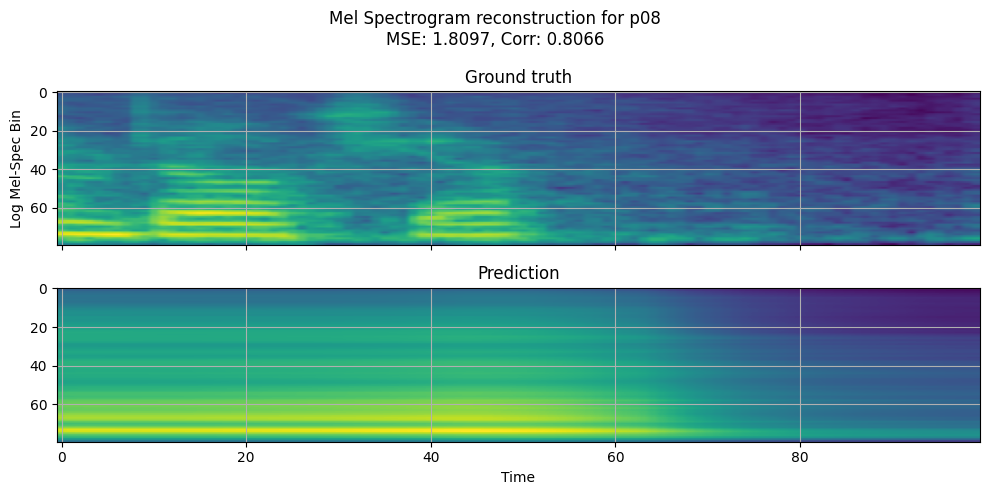 Mel Spectrogram reconstruction for p08
MSE: 1.8097, Corr: 0.8066
Ground truth
Log Mel-Spec Bin
0
20
40
60
Prediction
0
20
40
60
0 20 40 60 80
Time